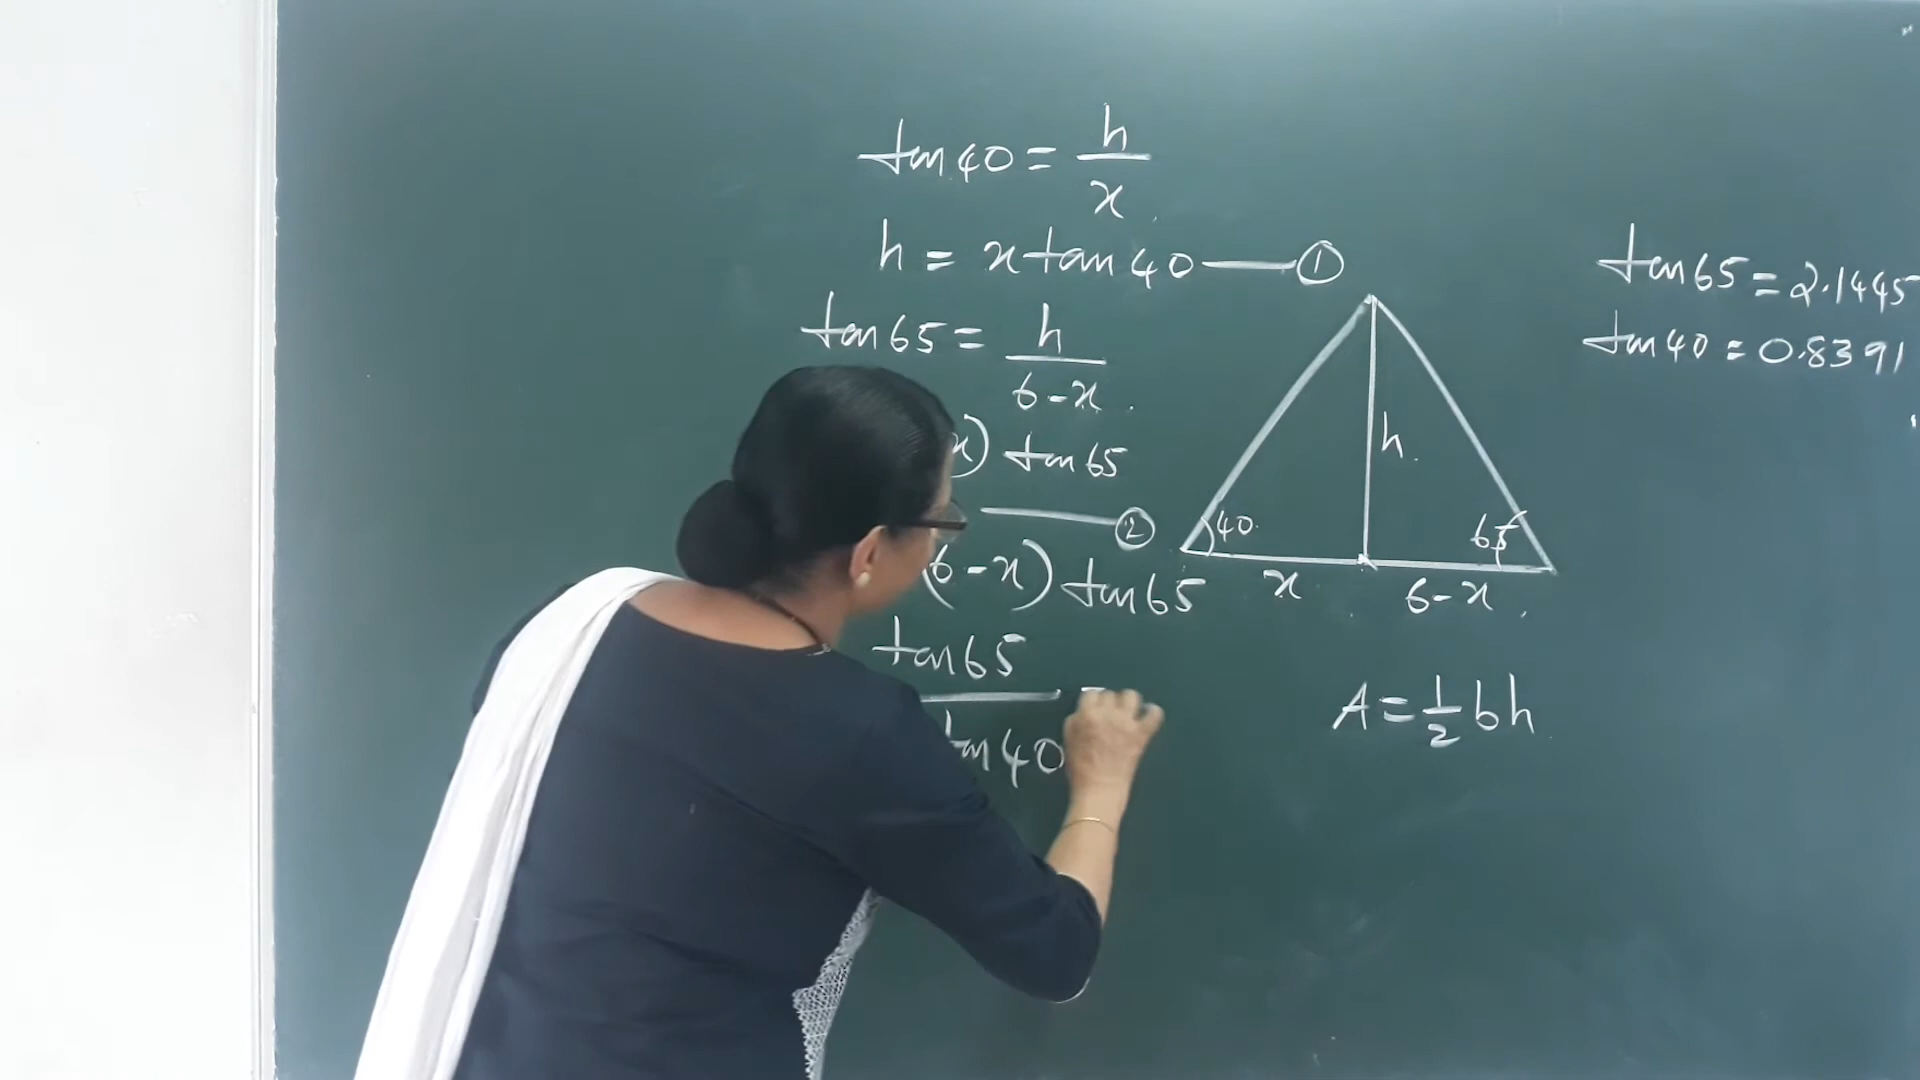 tan 40 = h/x
h = x tan 40 — ①
tan 65 = h/6-x
x) tan 65
— ②
(6-x) tan 65
tan 65
tan 40
tan 65 = 2.1445
tan 40 = 0.8391
h
40
65
x
6-x
A = 1/2 bh